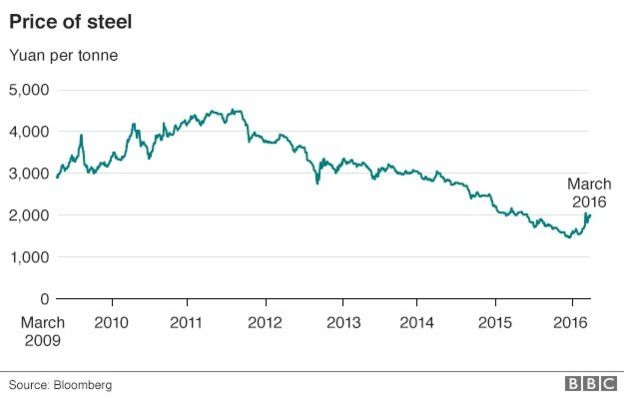 Price of steel
Yuan per tonne
5,000
4,000
3,000
2,000
1,000
0
March
2016
March
2009
2010
2011
2012
2013
2014
2015
2016
Source: Bloomberg
BBC